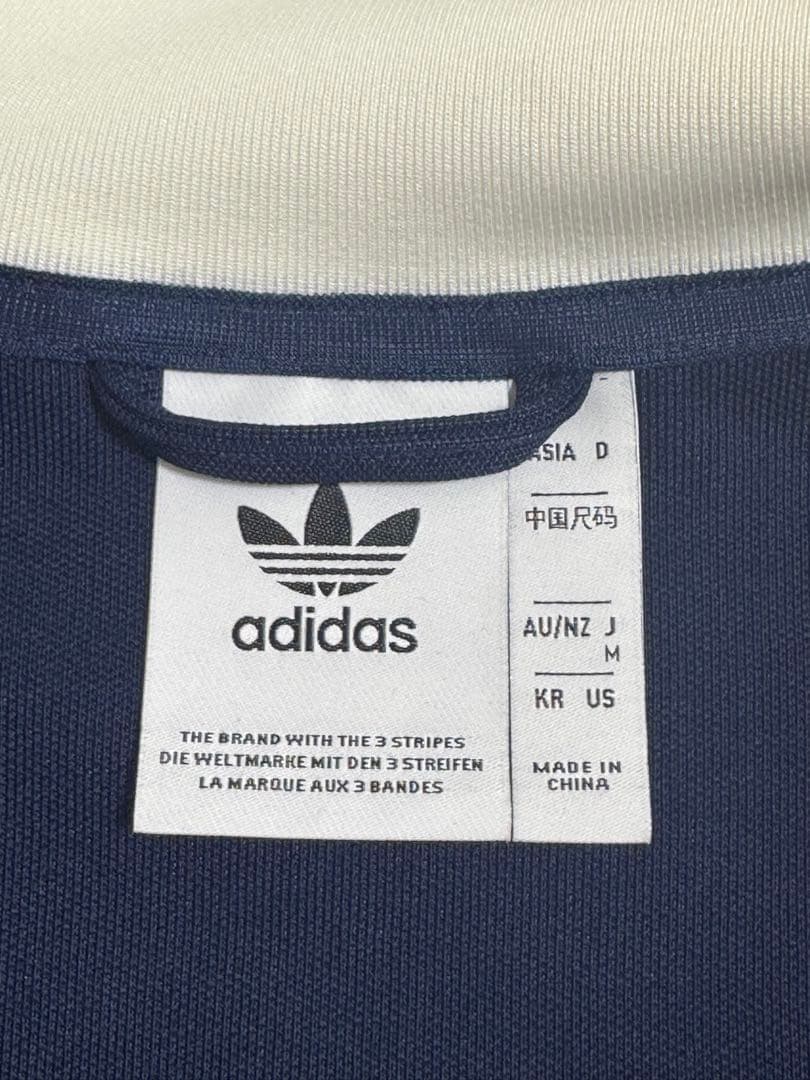 adidas
THE BRAND WITH THE 3 STRIPES
DIE WELTMARKE MIT DEN 3 STREIFEN
LA MARQUE AUX 3 BANDES
ASIA D
中国尺码
AU/NZ J
M
KR US
MADE IN
CHINA